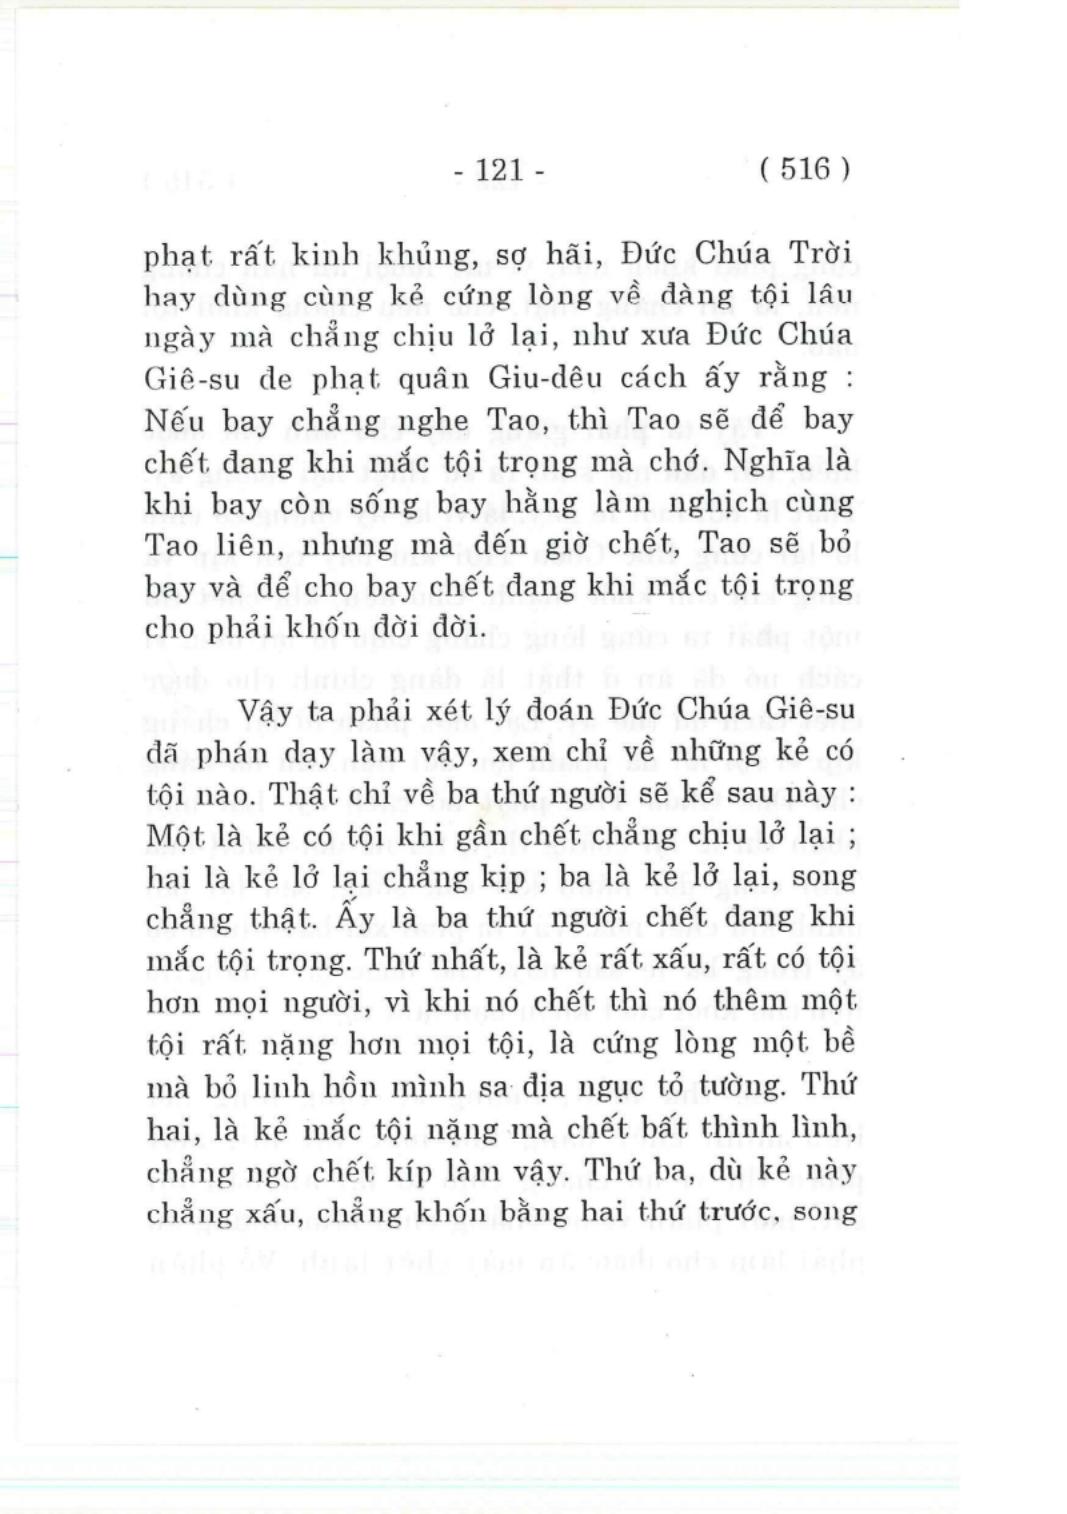 - 121 - ( 516 )
phạt rất kinh khủng, sợ hãi, Đức Chúa Trời
hay dùng cùng kẻ cứng lòng về đàng tội lâu
ngày mà chẳng chịu lở lại, như xưa Đức Chúa
Giê-su đe phạt quân Giu-dêu cách ấy rằng :
Nếu bay chẳng nghe Tao, thì Tao sẽ để bay
chết đang khi mắc tội trọng mà chớ. Nghĩa là
khi bay còn sống bay hằng làm nghịch cùng
Tao liên, nhưng mà đến giờ chết, Tao sẽ bỏ
bay và để cho bay chết đang khi mắc tội trọng
cho phải khốn đời đời.
Vậy ta phải xét lý đoán Đức Chúa Giê-su
đã phán dạy làm vậy, xem chỉ về những kẻ có
tội nào. Thật chỉ về ba thứ người sẽ kể sau này :
Một là kẻ có tội khi gần chết chẳng chịu lở lại ;
hai là kẻ lở lại chẳng kịp ; ba là kẻ lở lại, song
chẳng thật. Ấy là ba thứ người chết đang khi
mắc tội trọng. Thứ nhất, là kẻ rất xấu, rất có tội
hơn mọi người, vì khi nó chết thì nó thêm một
tội rất nặng hơn mọi tội, là cứng lòng một bề
mà bỏ linh hồn mình sa địa ngục tỏ tường. Thứ
hai, là kẻ mắc tội nặng mà chết bất thình lình,
chẳng ngờ chết kíp làm vậy. Thứ ba, dù kẻ này
chẳng xấu, chẳng khốn bằng hai thứ trước, song